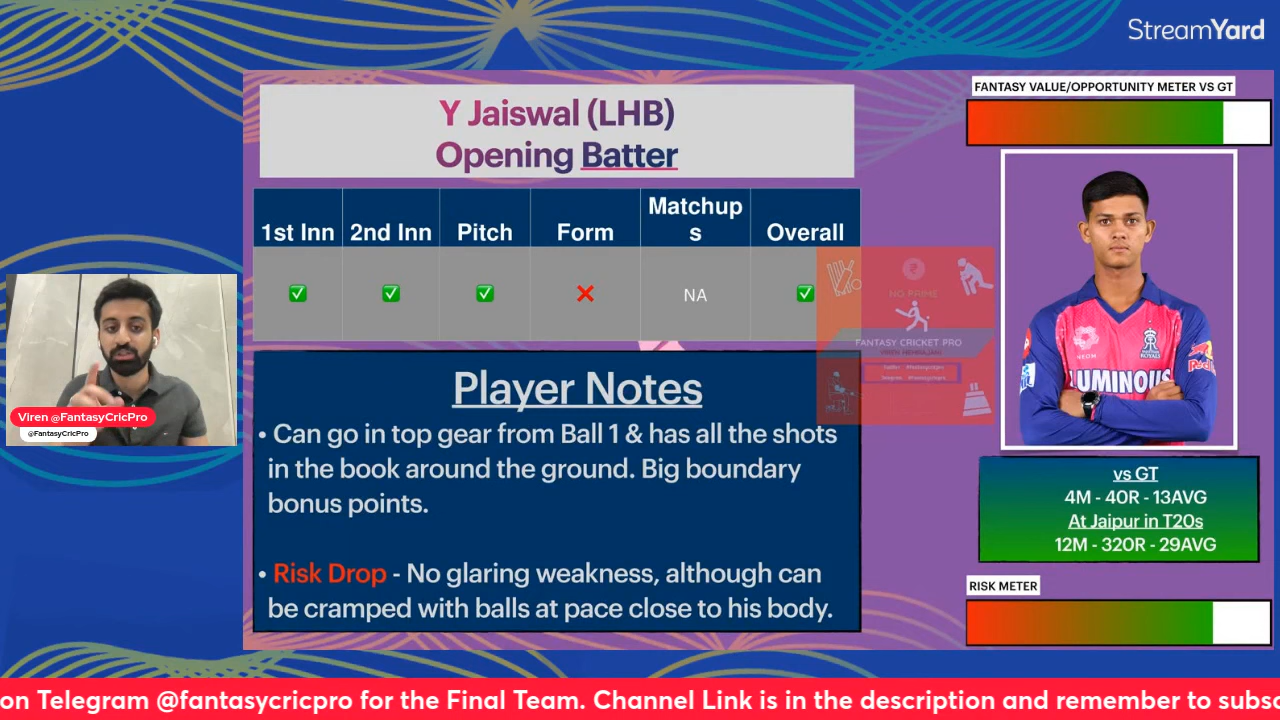 StreamYard
FANTASY VALUE/OPPORTUNITY METER VS GT
Y Jaiswal (LHB)
Opening Batter
1st Inn 2nd Inn Pitch Form Matchup
s Overall
✅ ✅ ✅ ❌ NA ✅
NO PRIME
FANTASY CRICKET PRO
Player Notes
• Can go in top gear from Ball 1 & has all the shots
in the book around the ground. Big boundary
bonus points.
• Risk Drop - No glaring weakness, although can
be cramped with balls at pace close to his body.
NEON
ROYALS
Red
LUMINOUS
vs GT
4M - 40R - 13AVG
At Jaipur in T20s
12M - 320R - 29AVG
RISK METER
Viren @FantasyCricPro
@FantasyCricPro
on Telegram @fantasycricpro for the Final Team. Channel Link is in the description and remember to subsc